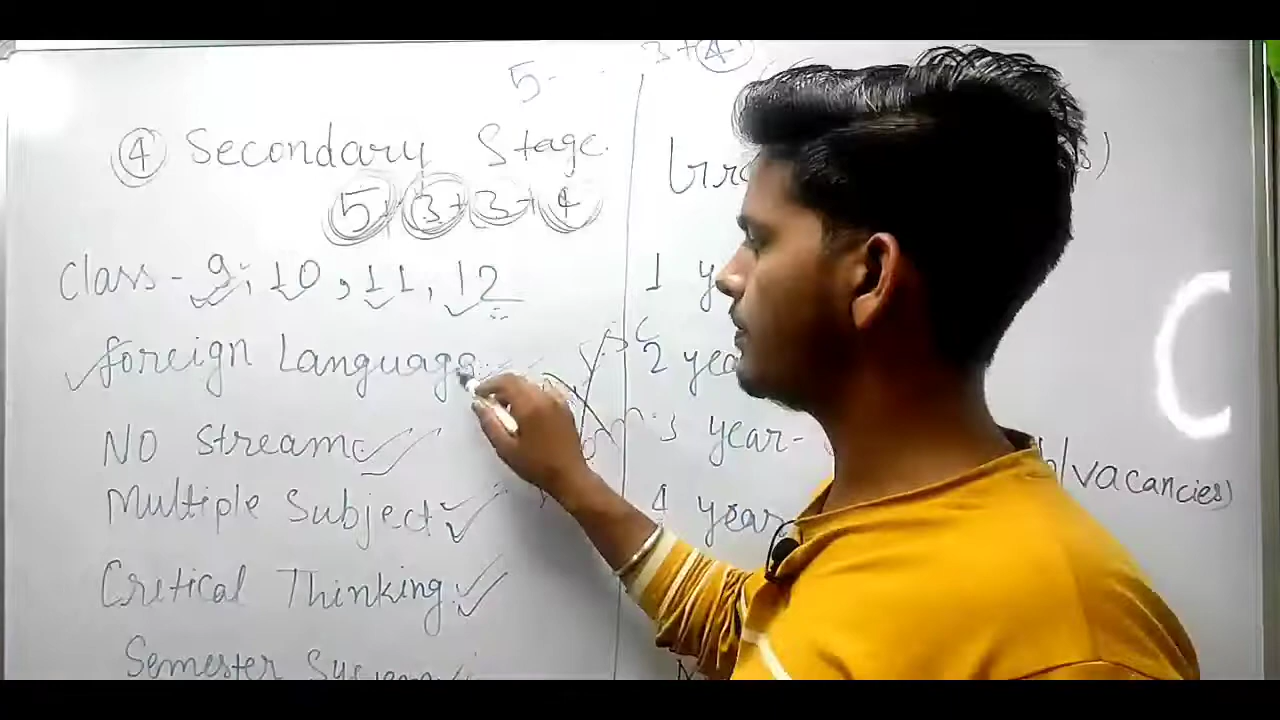 5
3+4
④ Secondary Stage.
5+3+3+4
Class - 9, 10, 11, 12
Foreign Language
1
2 year
NO Stream
3 year-
Multiple Subject
vacancies)
4 year
Critical Thinking
Semester System
C